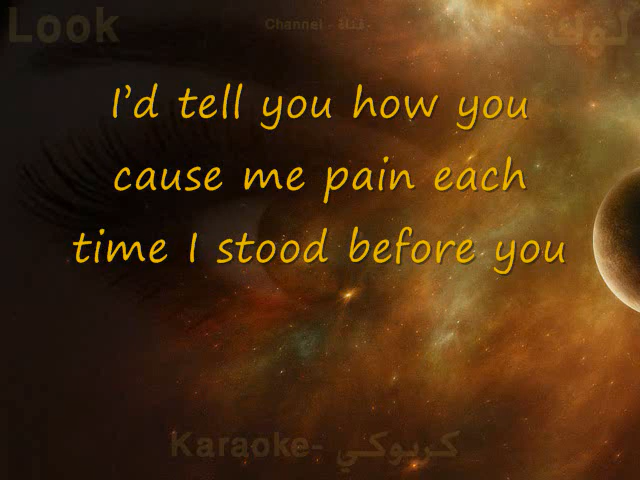 Look
Channel - قناة
لوك
I'd tell you how you
cause me pain each
time I stood before you
Karaoke- كريوكي